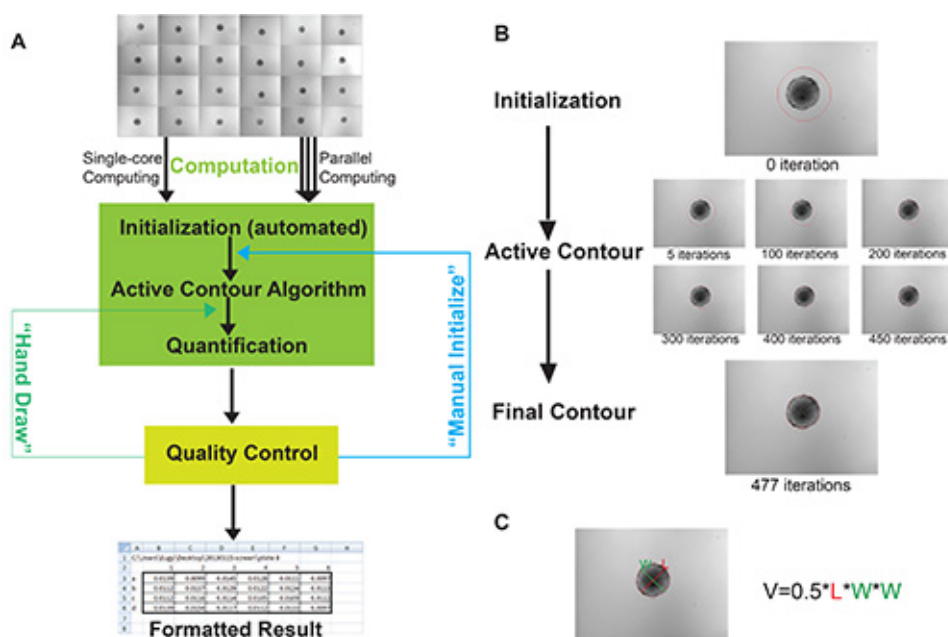 A
Single-core
Computing
Computation
Parallel
Computing
Initialization (automated)
Active Contour Algorithm
Quantification
"Hand Draw"
"Manual Initialize"
Quality Control
Formatted Result
B
Initialization
0 iteration
Active Contour
5 iterations
100 iterations
200 iterations
300 iterations
400 iterations
450 iterations
Final Contour
477 iterations
C
W L
V=0.5*L*W*W